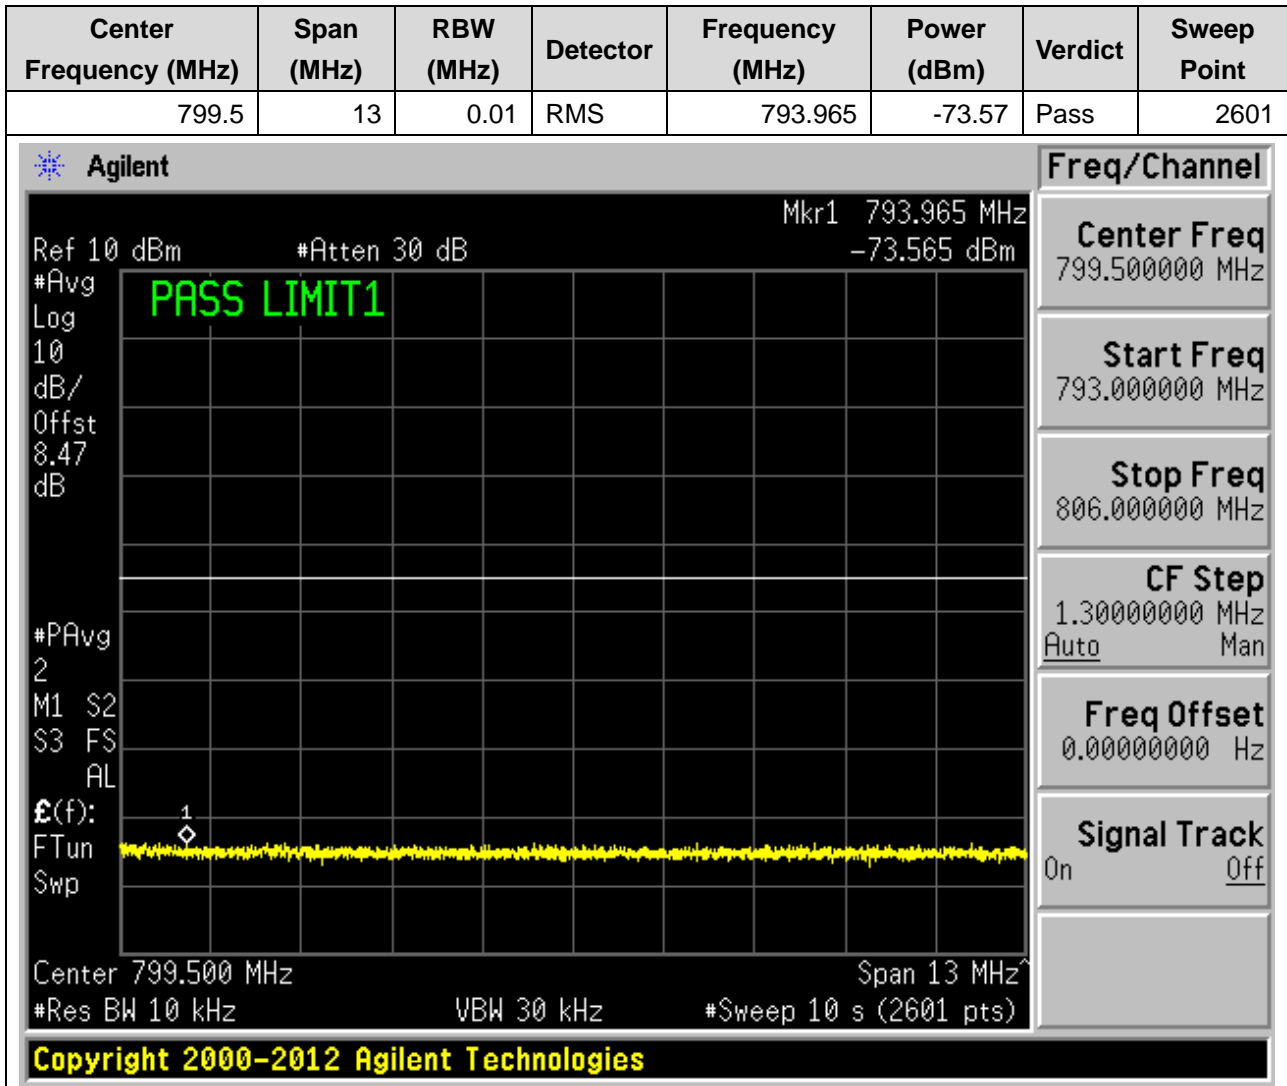 Center Frequency (MHz) Span (MHz) RBW (MHz) Detector Frequency (MHz) Power (dBm) Verdict Sweep Point
799.5 13 0.01 RMS 793.965 -73.57 Pass 2601
Agilent
Freq/Channel
Mkr1 793.965 MHz
Ref 10 dBm #Atten 30 dB -73.565 dBm
#Avg
Log
10
dB/
Offst
8.47
dB
PASS LIMIT1
#PAvg
2
M1 S2
S3 FS
AL
£(f):
FTun
Swp
1
Center 799.500 MHz Span 13 MHz^
#Res BW 10 kHz VBW 30 kHz #Sweep 10 s (2601 pts)
Center Freq
799.500000 MHz
Start Freq
793.000000 MHz
Stop Freq
806.000000 MHz
CF Step
1.30000000 MHz
Auto Man
Freq Offset
0.00000000 Hz
Signal Track
On Off
Copyright 2000-2012 Agilent Technologies